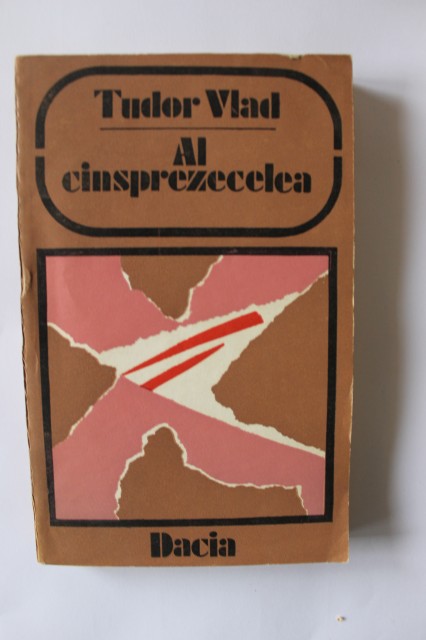 Tudor Vlad
Al
cinsprezecelea
Dacia